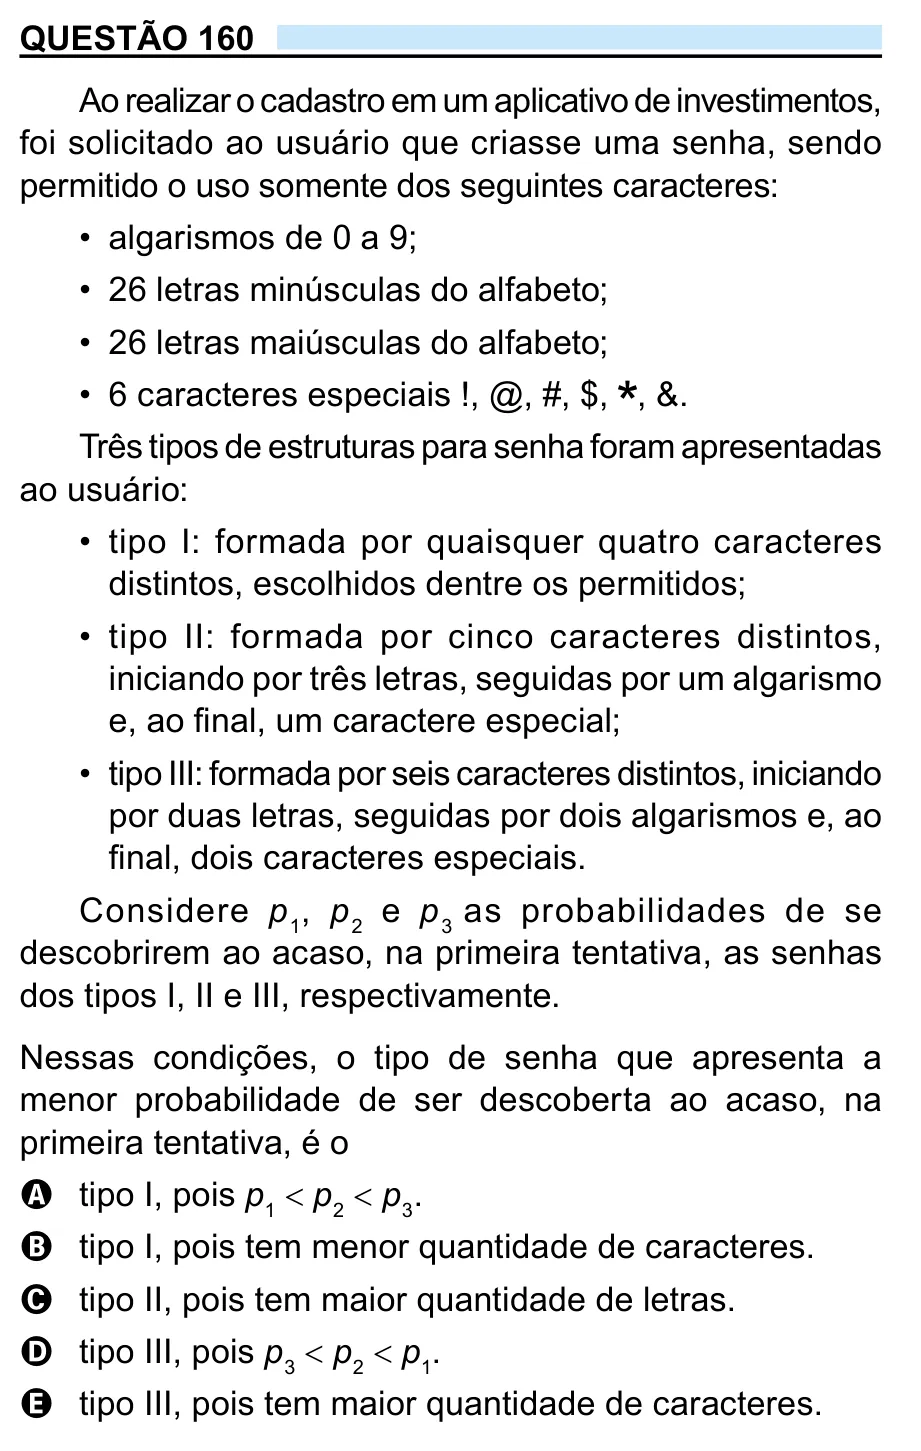 QUESTÃO 160
Ao realizar o cadastro em um aplicativo de investimentos,
foi solicitado ao usuário que criasse uma senha, sendo
permitido o uso somente dos seguintes caracteres:
• algarismos de 0 a 9;
• 26 letras minúsculas do alfabeto;
• 26 letras maiúsculas do alfabeto;
• 6 caracteres especiais !, @, #, $, *, &.
Três tipos de estruturas para senha foram apresentadas
ao usuário:
• tipo I: formada por quaisquer quatro caracteres
distintos, escolhidos dentre os permitidos;
• tipo II: formada por cinco caracteres distintos,
iniciando por três letras, seguidas por um algarismo
e, ao final, um caractere especial;
• tipo III: formada por seis caracteres distintos, iniciando
por duas letras, seguidas por dois algarismos e, ao
final, dois caracteres especiais.
Considere p₁, p₂ e p₃ as probabilidades de se
descobrirem ao acaso, na primeira tentativa, as senhas
dos tipos I, II e III, respectivamente.
Nessas condições, o tipo de senha que apresenta a
menor probabilidade de ser descoberta ao acaso, na
primeira tentativa, é o
A tipo I, pois p₁ < p₂ < p₃.
B tipo I, pois tem menor quantidade de caracteres.
C tipo II, pois tem maior quantidade de letras.
D tipo III, pois p₃ < p₂ < p₁.
E tipo III, pois tem maior quantidade de caracteres.